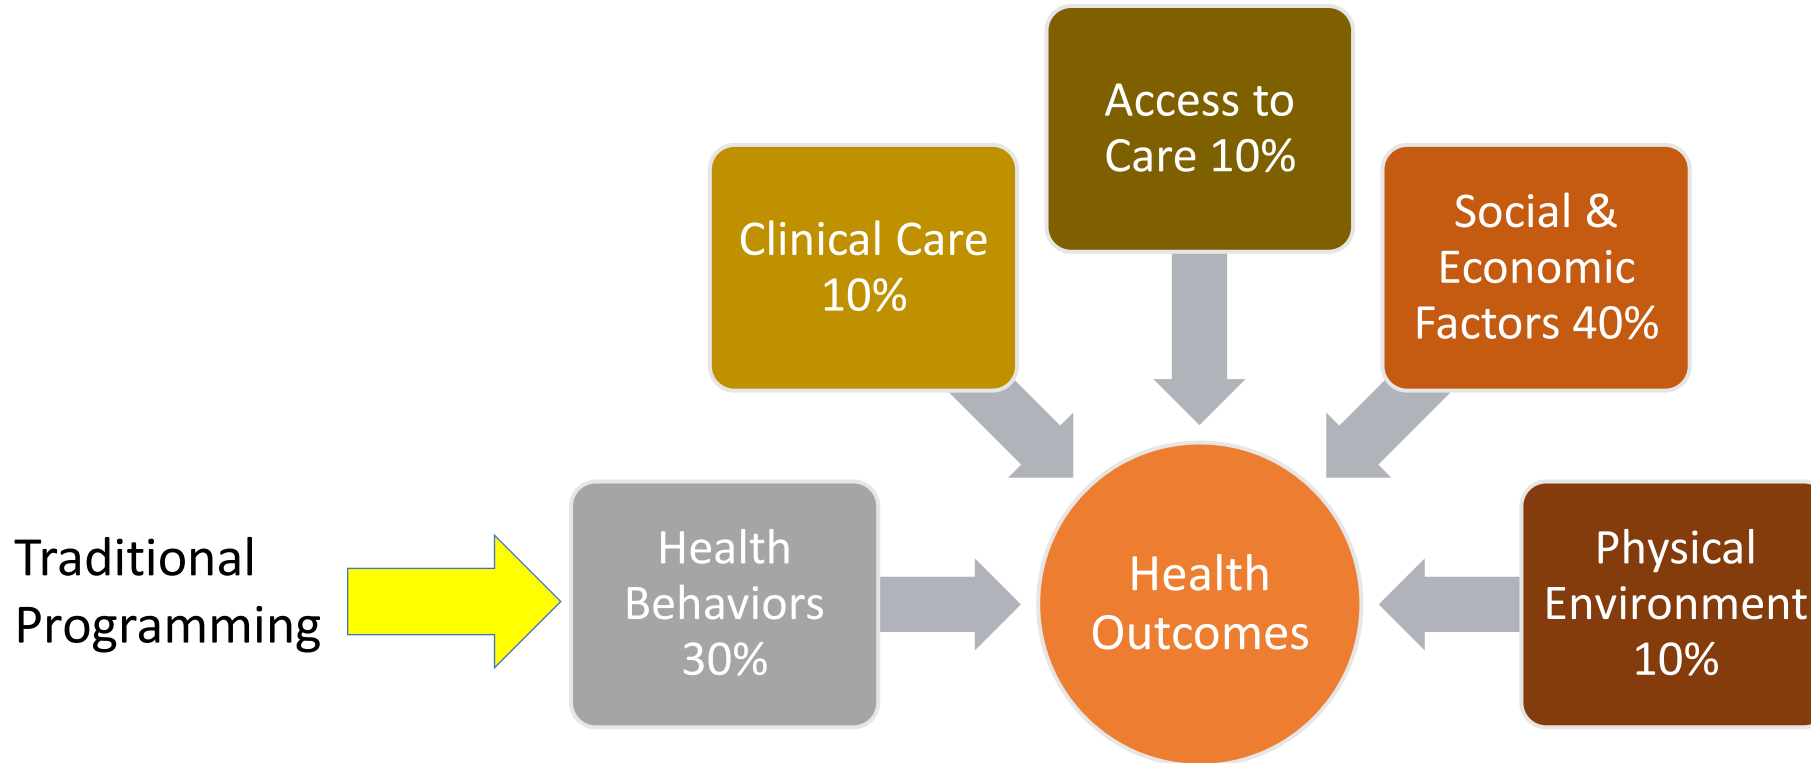 Access to
Care 10%
Clinical Care
10%
Social &
Economic
Factors 40%
Traditional
Programming
Health
Behaviors
30%
Health
Outcomes
Physical
Environment
10%